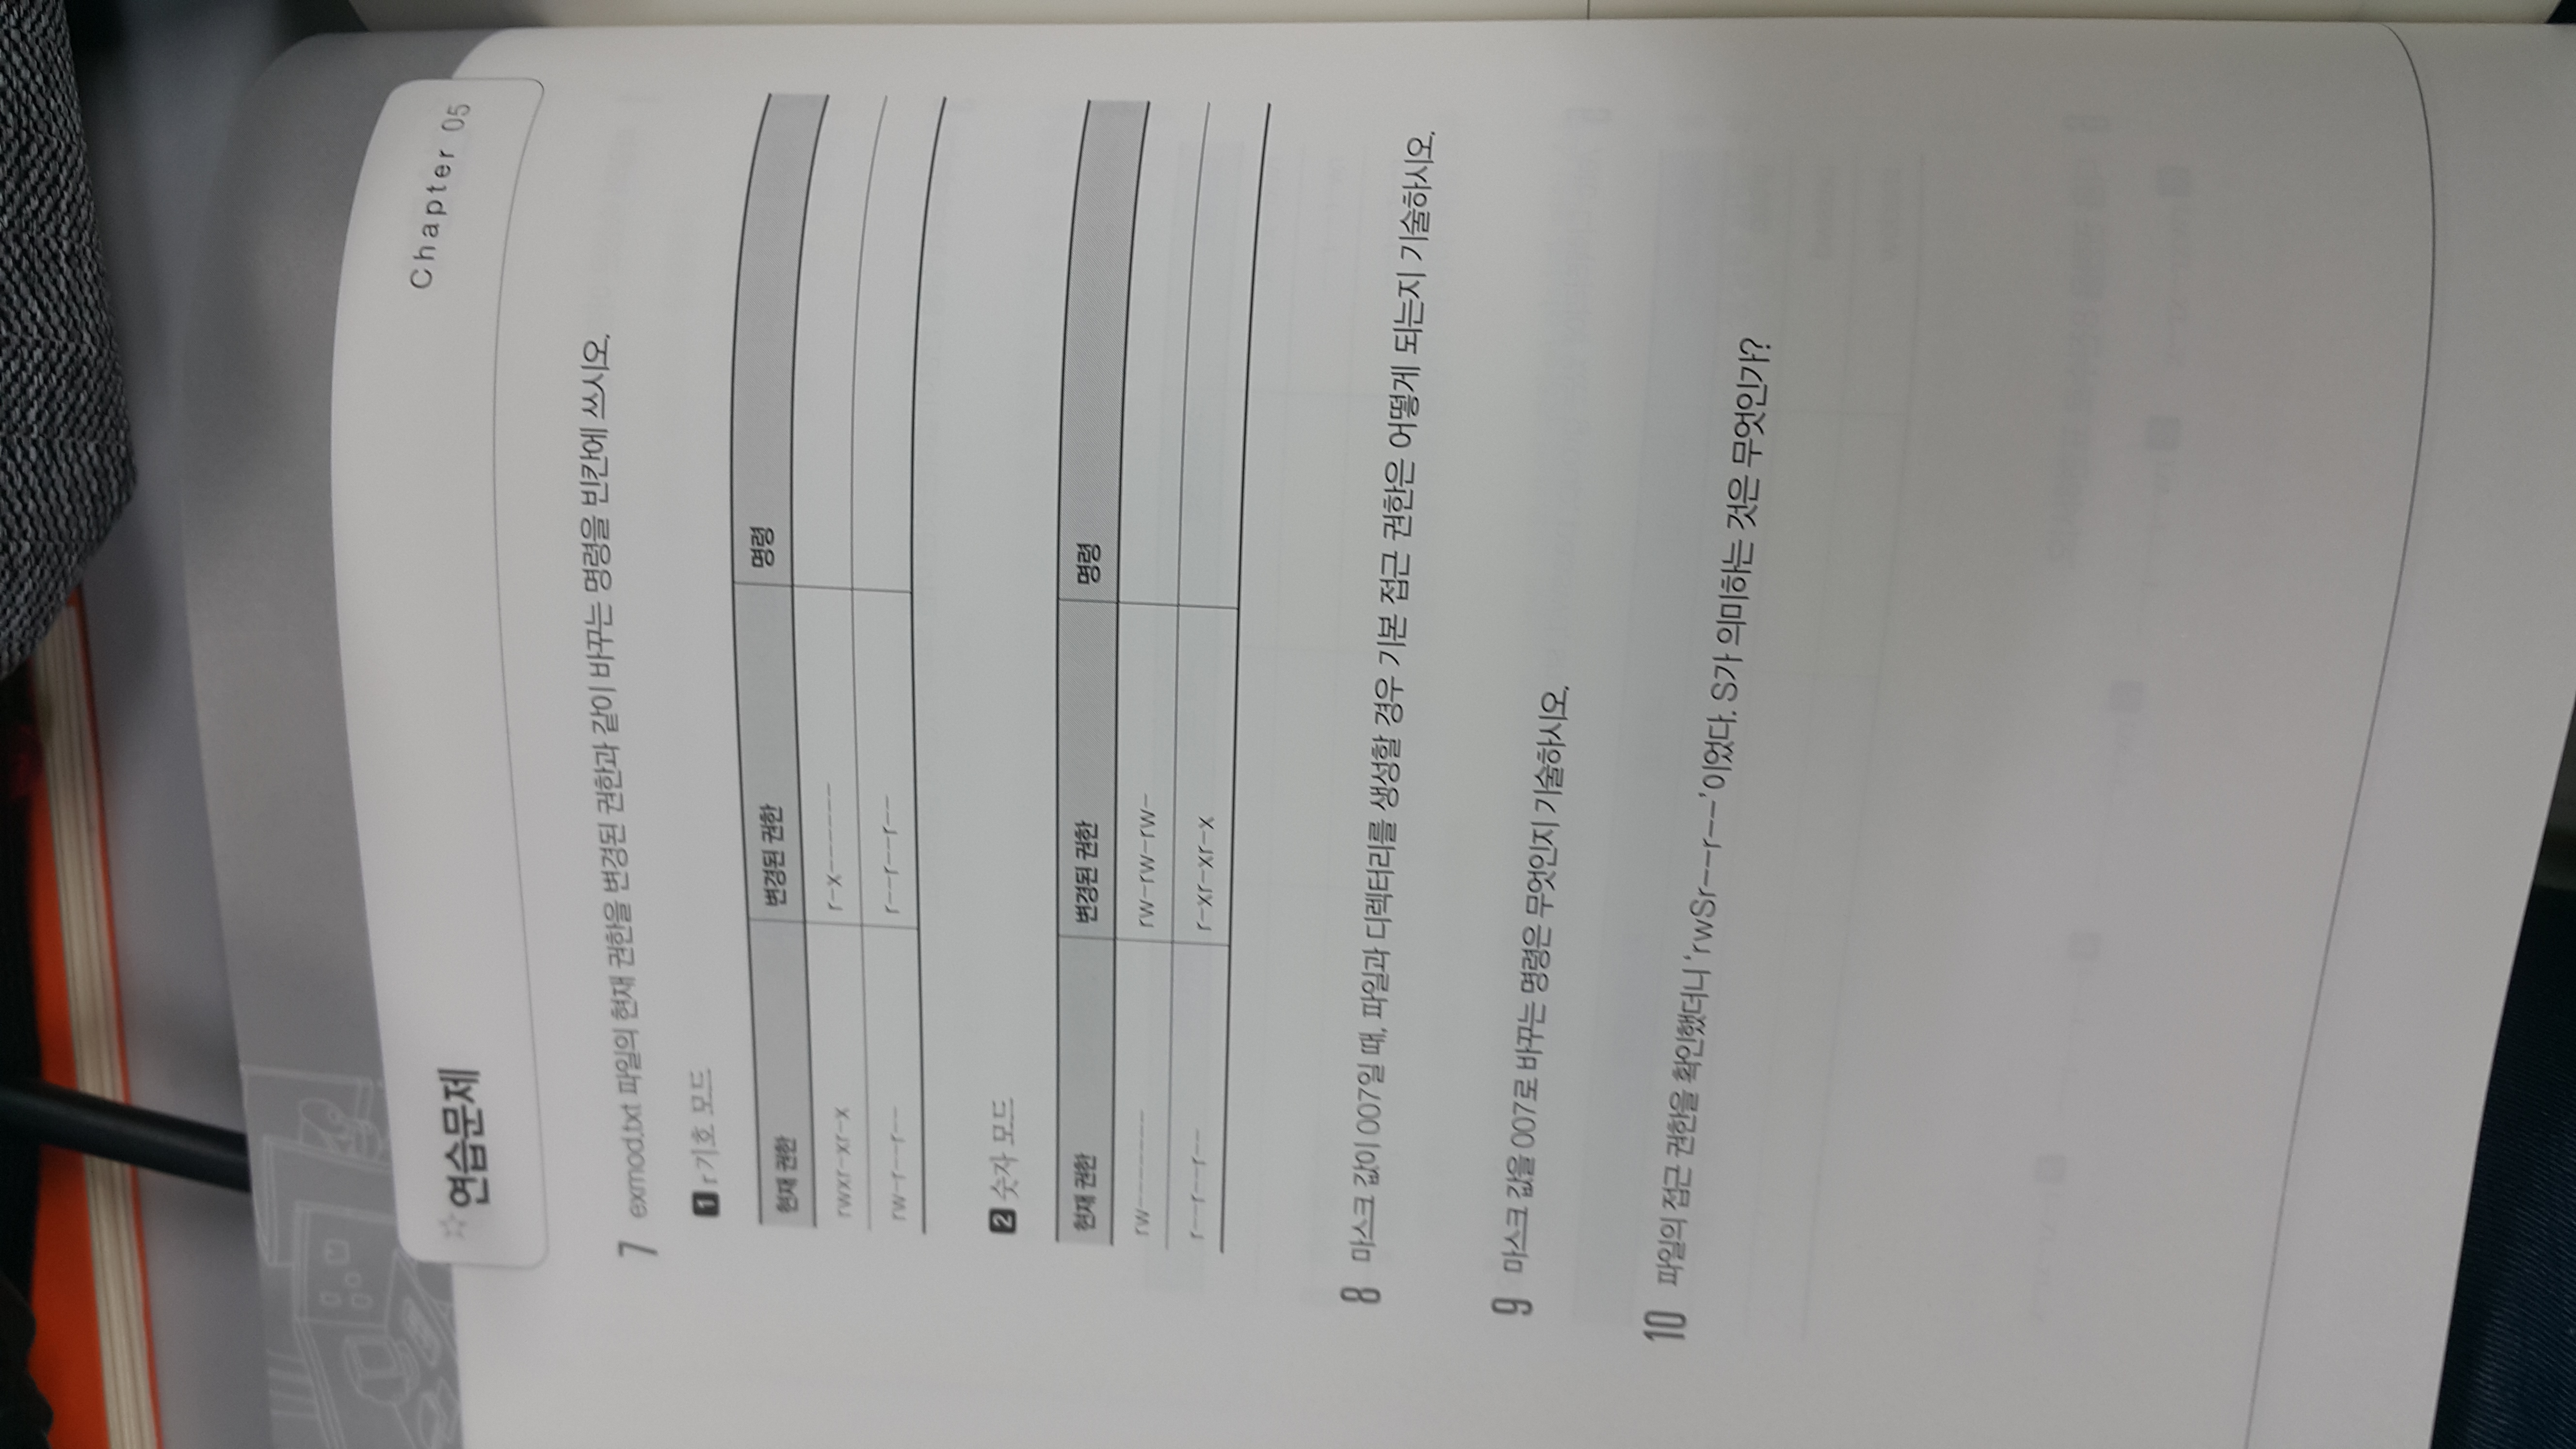 Chapter 05
연습문제
7 exmod.txt 파일의 현재 권한을 변경된 권한과 같이 바꾸는 명령을 빈칸에 쓰시오.
1 r기호 모드
현재 권한 변경된 권한 명령
rwxr-xr-x r-x------
rw-r--r-- r--r--r--
2 숫자 모드
현재 권한 변경된 권한 명령
rw------- rw-rw-rw-
r--r--r-- r-xr-xr-x
8 마스크 값이 007일 때, 파일과 디렉터리를 생성할 경우 기본 접근 권한은 어떻게 되는지 기술하시오.
9 마스크 값을 007로 바꾸는 명령은 무엇인지 기술하시오.
10 파일의 접근 권한을 확인했더니 ‘rwSr--r--’이었다. S가 의미하는 것은 무엇인가?